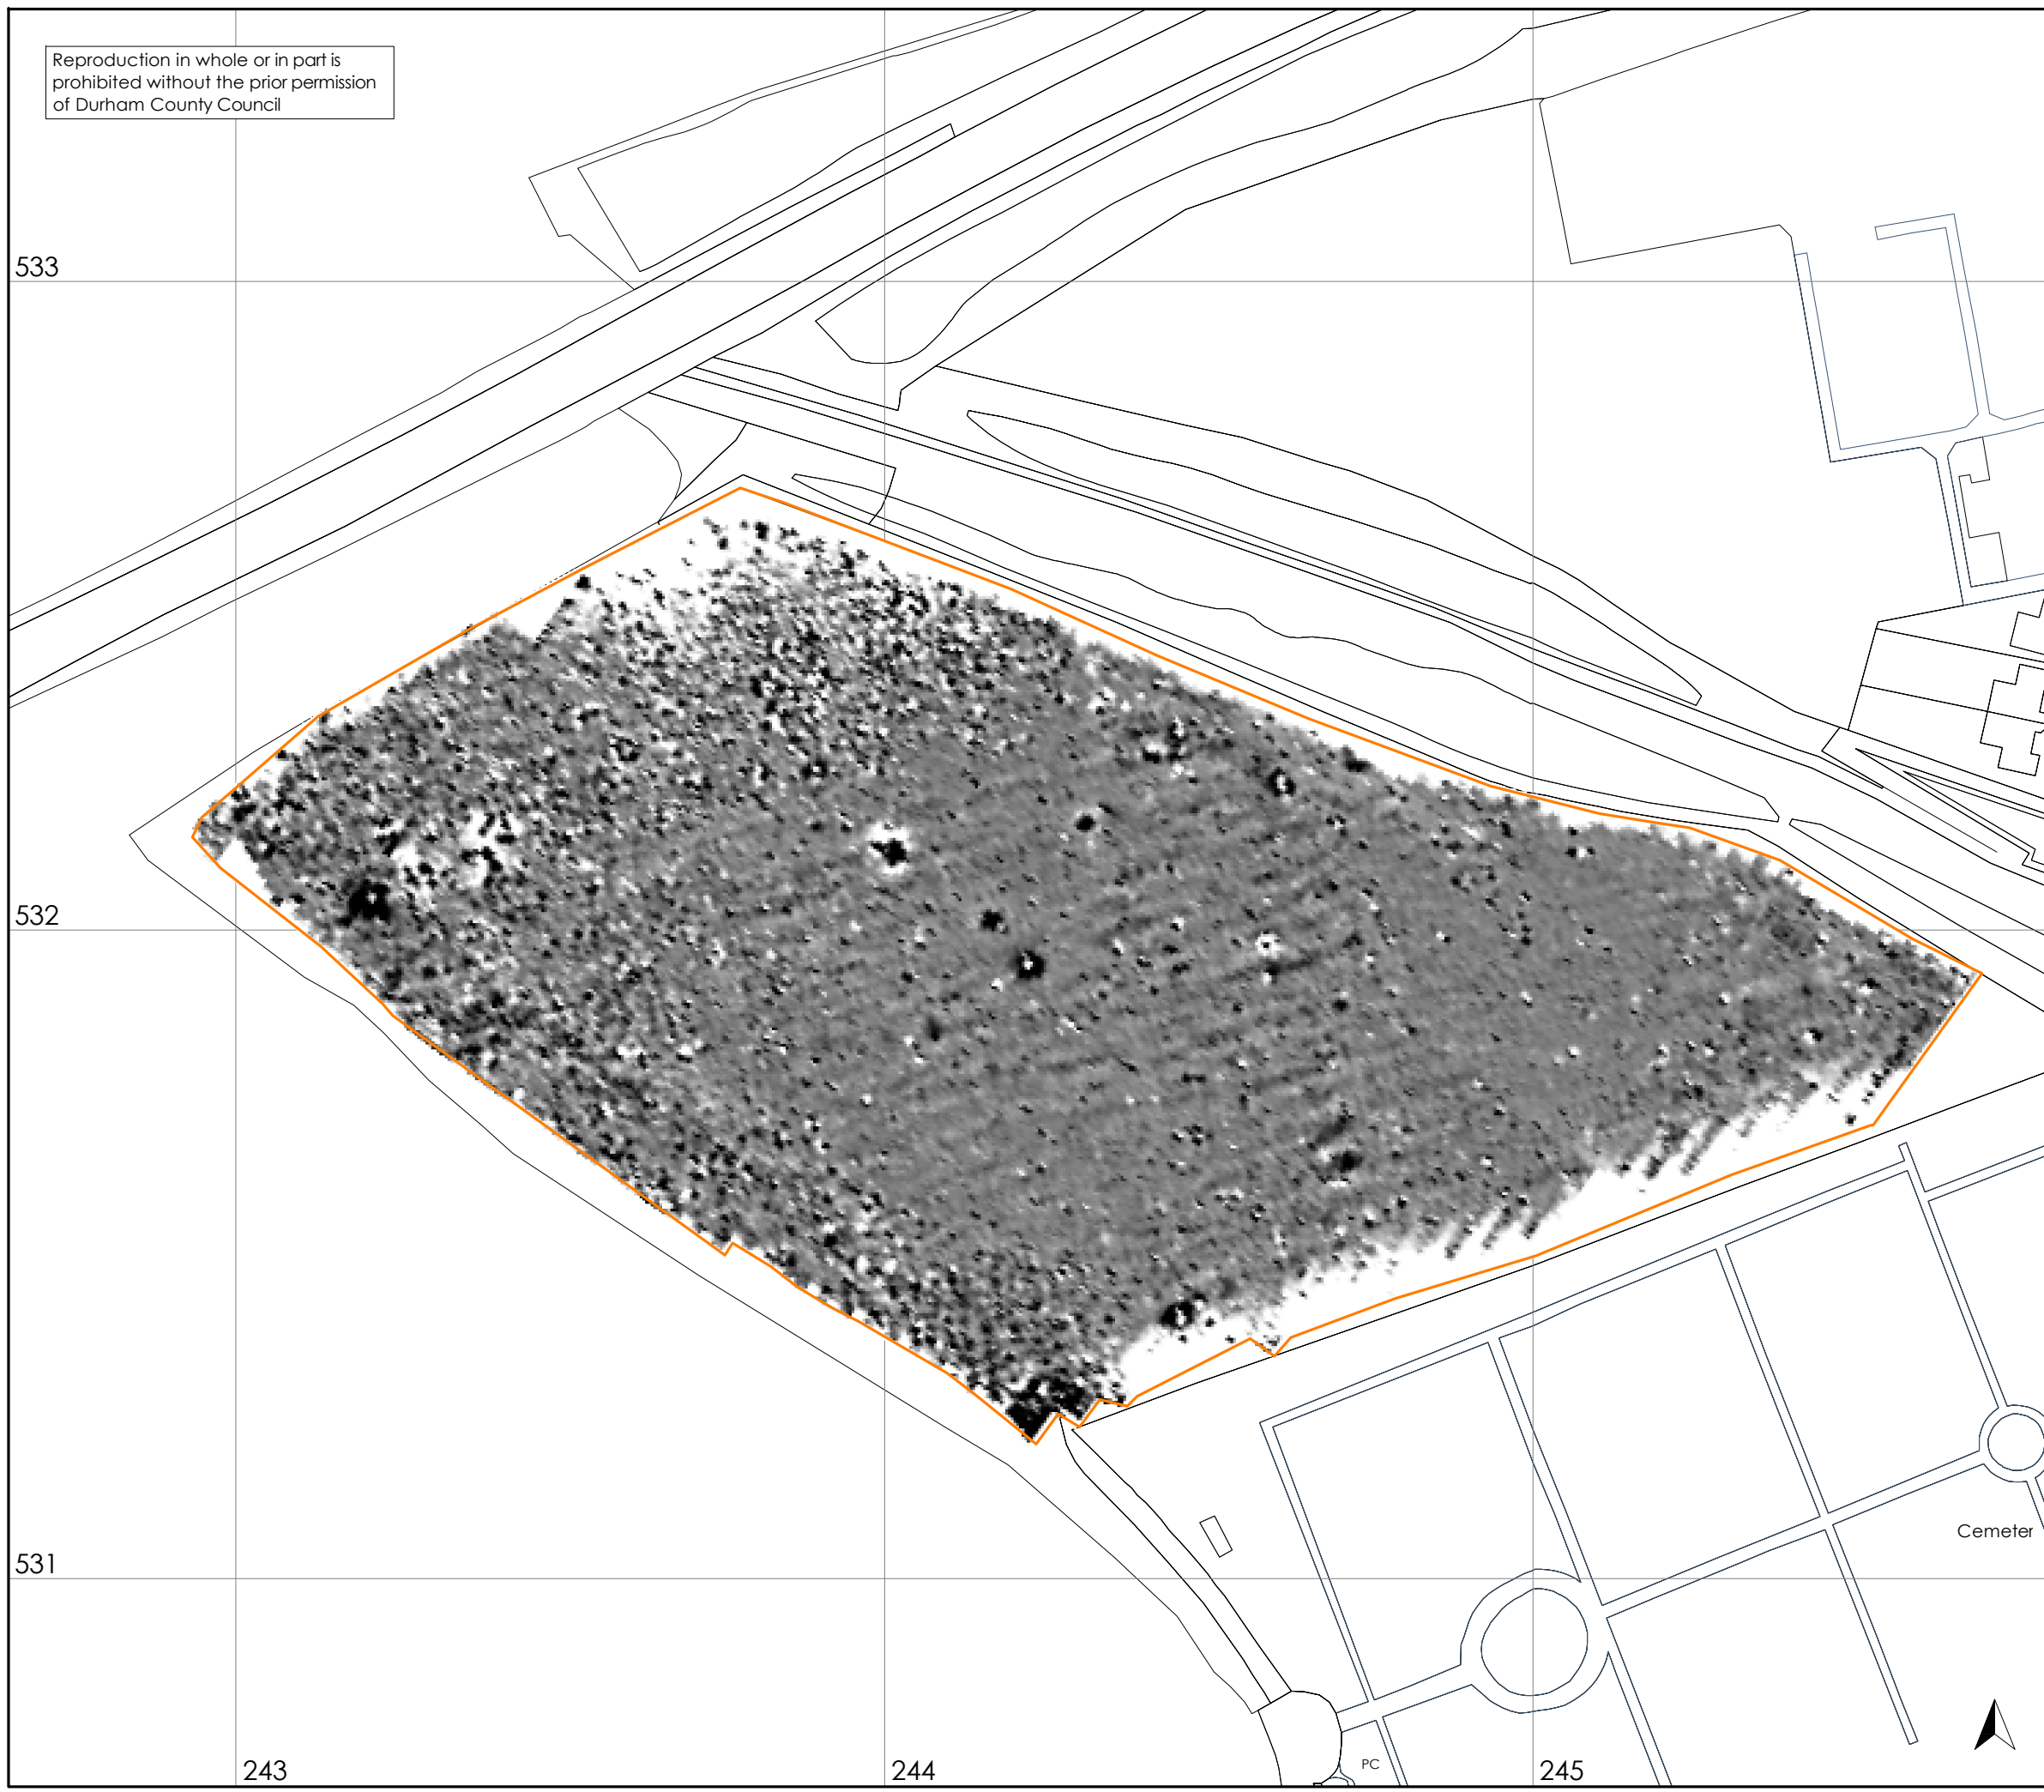 Reproduction in whole or in part is
prohibited without the prior permission
of Durham County Council
533
532
531
Cemeter
243
244
245
PC